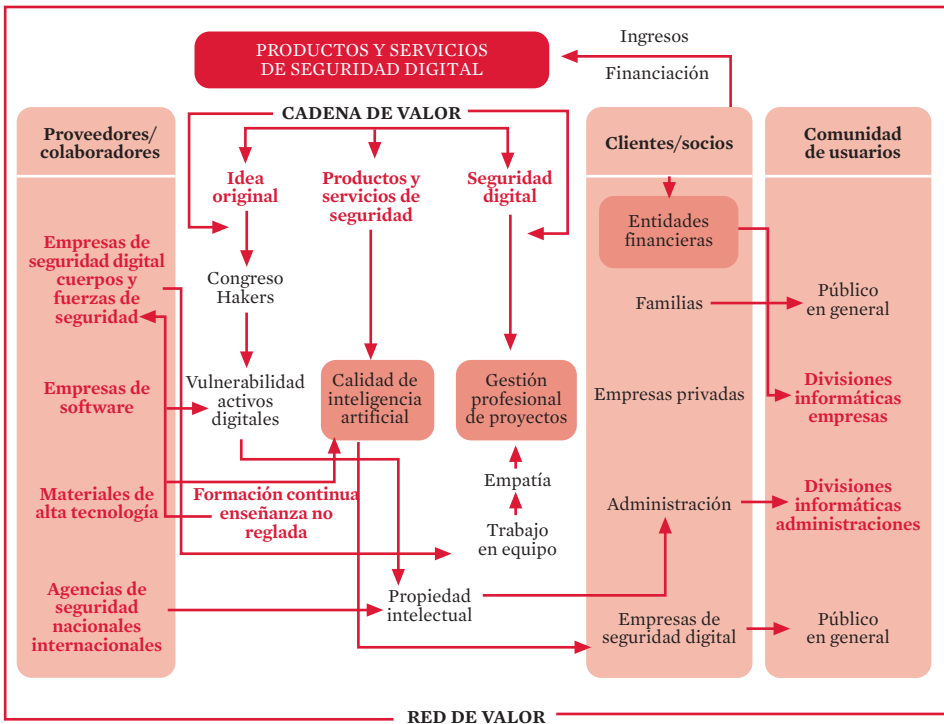 PRODUCTOS Y SERVICIOS
DE SEGURIDAD DIGITAL
Ingresos
Financiación
CADENA DE VALOR
Proveedores/
colaboradores
Empresas de
seguridad digital
cuerpos y
fuerzas de
seguridad
Empresas de
software
Materiales de
alta tecnología
Agencias de
seguridad
nacionales
internacionales
Idea
original
Congreso
Hakers
Vulnerabilidad
activos
digitales
Formación continua
enseñanza no
reglada
Productos y
servicios de
seguridad
Calidad de
inteligencia
artificial
Propiedad
intelectual
Seguridad
digital
Gestión
profesional
de proyectos
Empatía
Trabajo
en equipo
Clientes/socios
Entidades
financieras
Familias
Empresas privadas
Administración
Empresas de
seguridad digital
Comunidad
de usuarios
Público
en general
Divisiones
informáticas
empresas
Divisiones
informáticas
administraciones
Público
en general
RED DE VALOR